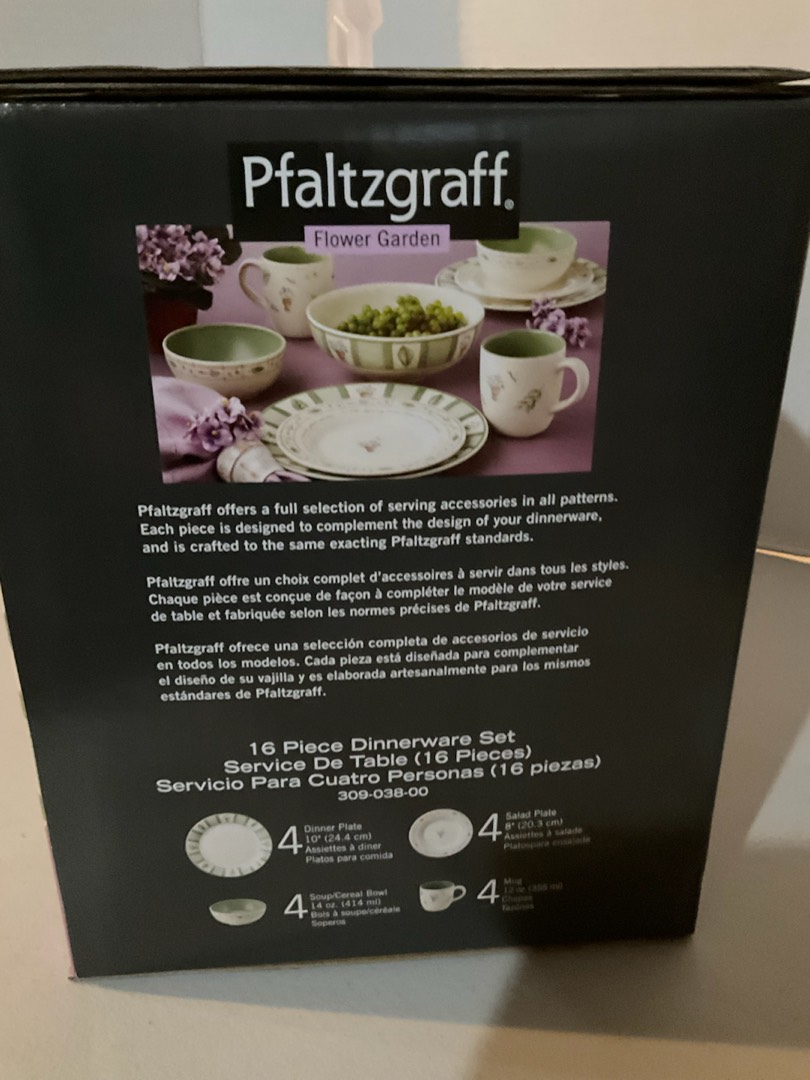 Pfaltzgraff®
Flower Garden
Pfaltzgraff offers a full selection of serving accessories in all patterns.
Each piece is designed to complement the design of your dinnerware,
and is crafted to the same exacting Pfaltzgraff standards.
Pfaltzgraff offre un choix complet d'accessoires à servir dans tous les styles.
Chaque pièce est conçue de façon à compléter le modèle de votre service
de table et fabriquée selon les normes précises de Pfaltzgraff.
Pfaltzgraff ofrece una selección completa de accesorios de servicio
en todos los modelos. Cada pieza está diseñada para complementar
el diseño de su vajilla y es elaborada artesanalmente para los mismos
estándares de Pfaltzgraff.
16 Piece Dinnerware Set
Service De Table (16 Pieces)
Servicio Para Cuatro Personas (16 piezas)
309-038-00
4
Dinner Plate
10" (24.4 cm)
Assiettes à diner
Platos para comida
4
Salad Plate
8" (20.3 cm)
Assiettes à salade
4
Soup/Cereal Bowl
14 oz. (414 ml)
Bols à soupe/céréale
Soperos
4
Mug
12 oz